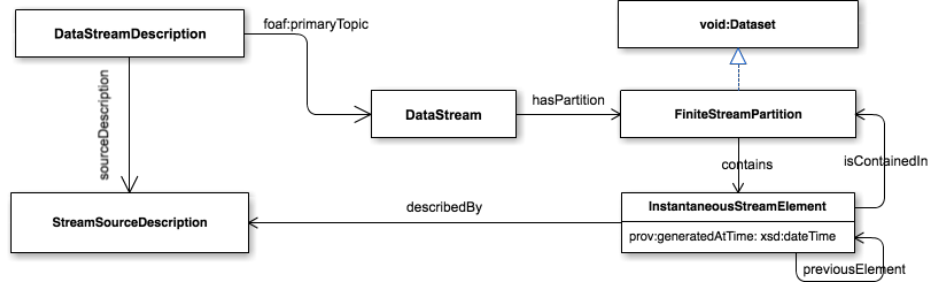 DataStreamDescription
foaf:primaryTopic
void:Dataset
sourceDescription
DataStream
hasPartition
FiniteStreamPartition
contains
isContainedIn
StreamSourceDescription
describedBy
InstantaneousStreamElement
prov:generatedAtTime: xsd:dateTime
previousElement